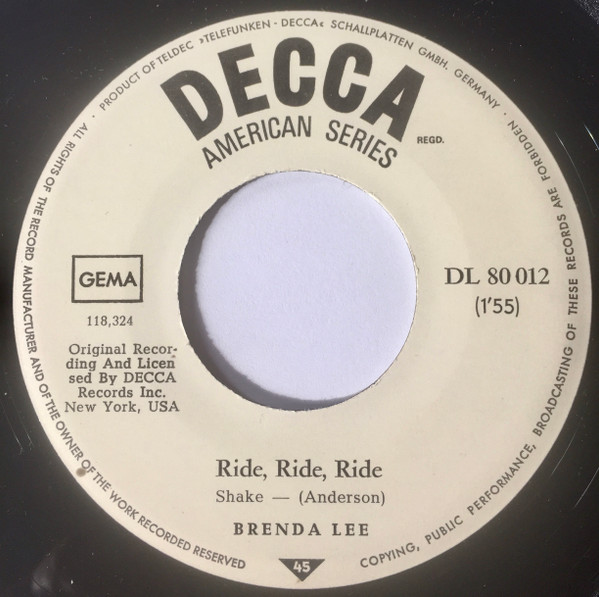 ALL RIGHTS OF THE RECORD MANUFACTURER AND OF THE OWNER OF THE WORK RECORDED RESERVED
· PRODUCT OF TELDEC »TELEFUNKEN - DECCA« SCHALLPLATTEN GMBH. GERMANY ·
COPYING, PUBLIC PERFORMANCE, BROADCASTING OF THESE RECORDS ARE FORBIDDEN
DECCA
AMERICAN SERIES
REGD.
GEMA
118,324
Original Recor-
ding And Licen
sed By DECCA
Records Inc.
New York, USA
DL 80 012
(1'55)
Ride, Ride, Ride
Shake — (Anderson)
BRENDA LEE
45